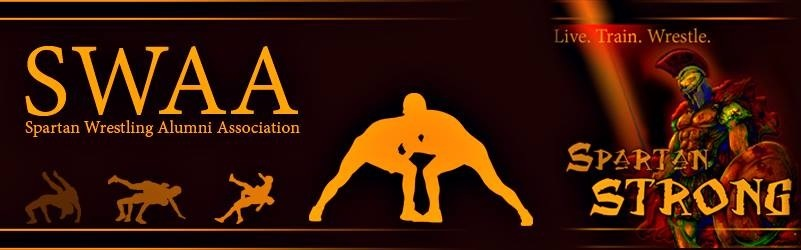 SWAA
Spartan Wrestling Alumni Association
Live. Train. Wrestle.
SPARTAN
STRONG